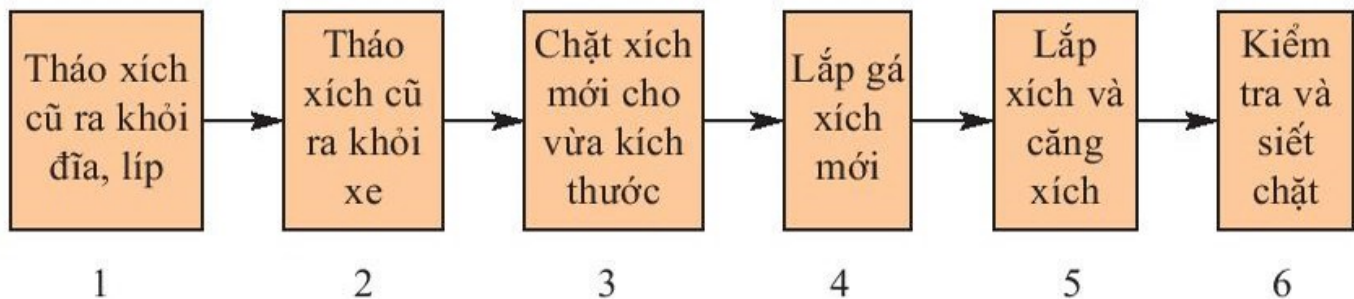 Tháo xích
cũ ra khỏi
đĩa, líp
Tháo
xích cũ
ra khỏi
xe
Chặt xích
mới cho
vừa kích
thước
Lắp gá
xích
mới
Lắp
xích và
căng
xích
Kiểm
tra và
siết
chặt
1
2
3
4
5
6